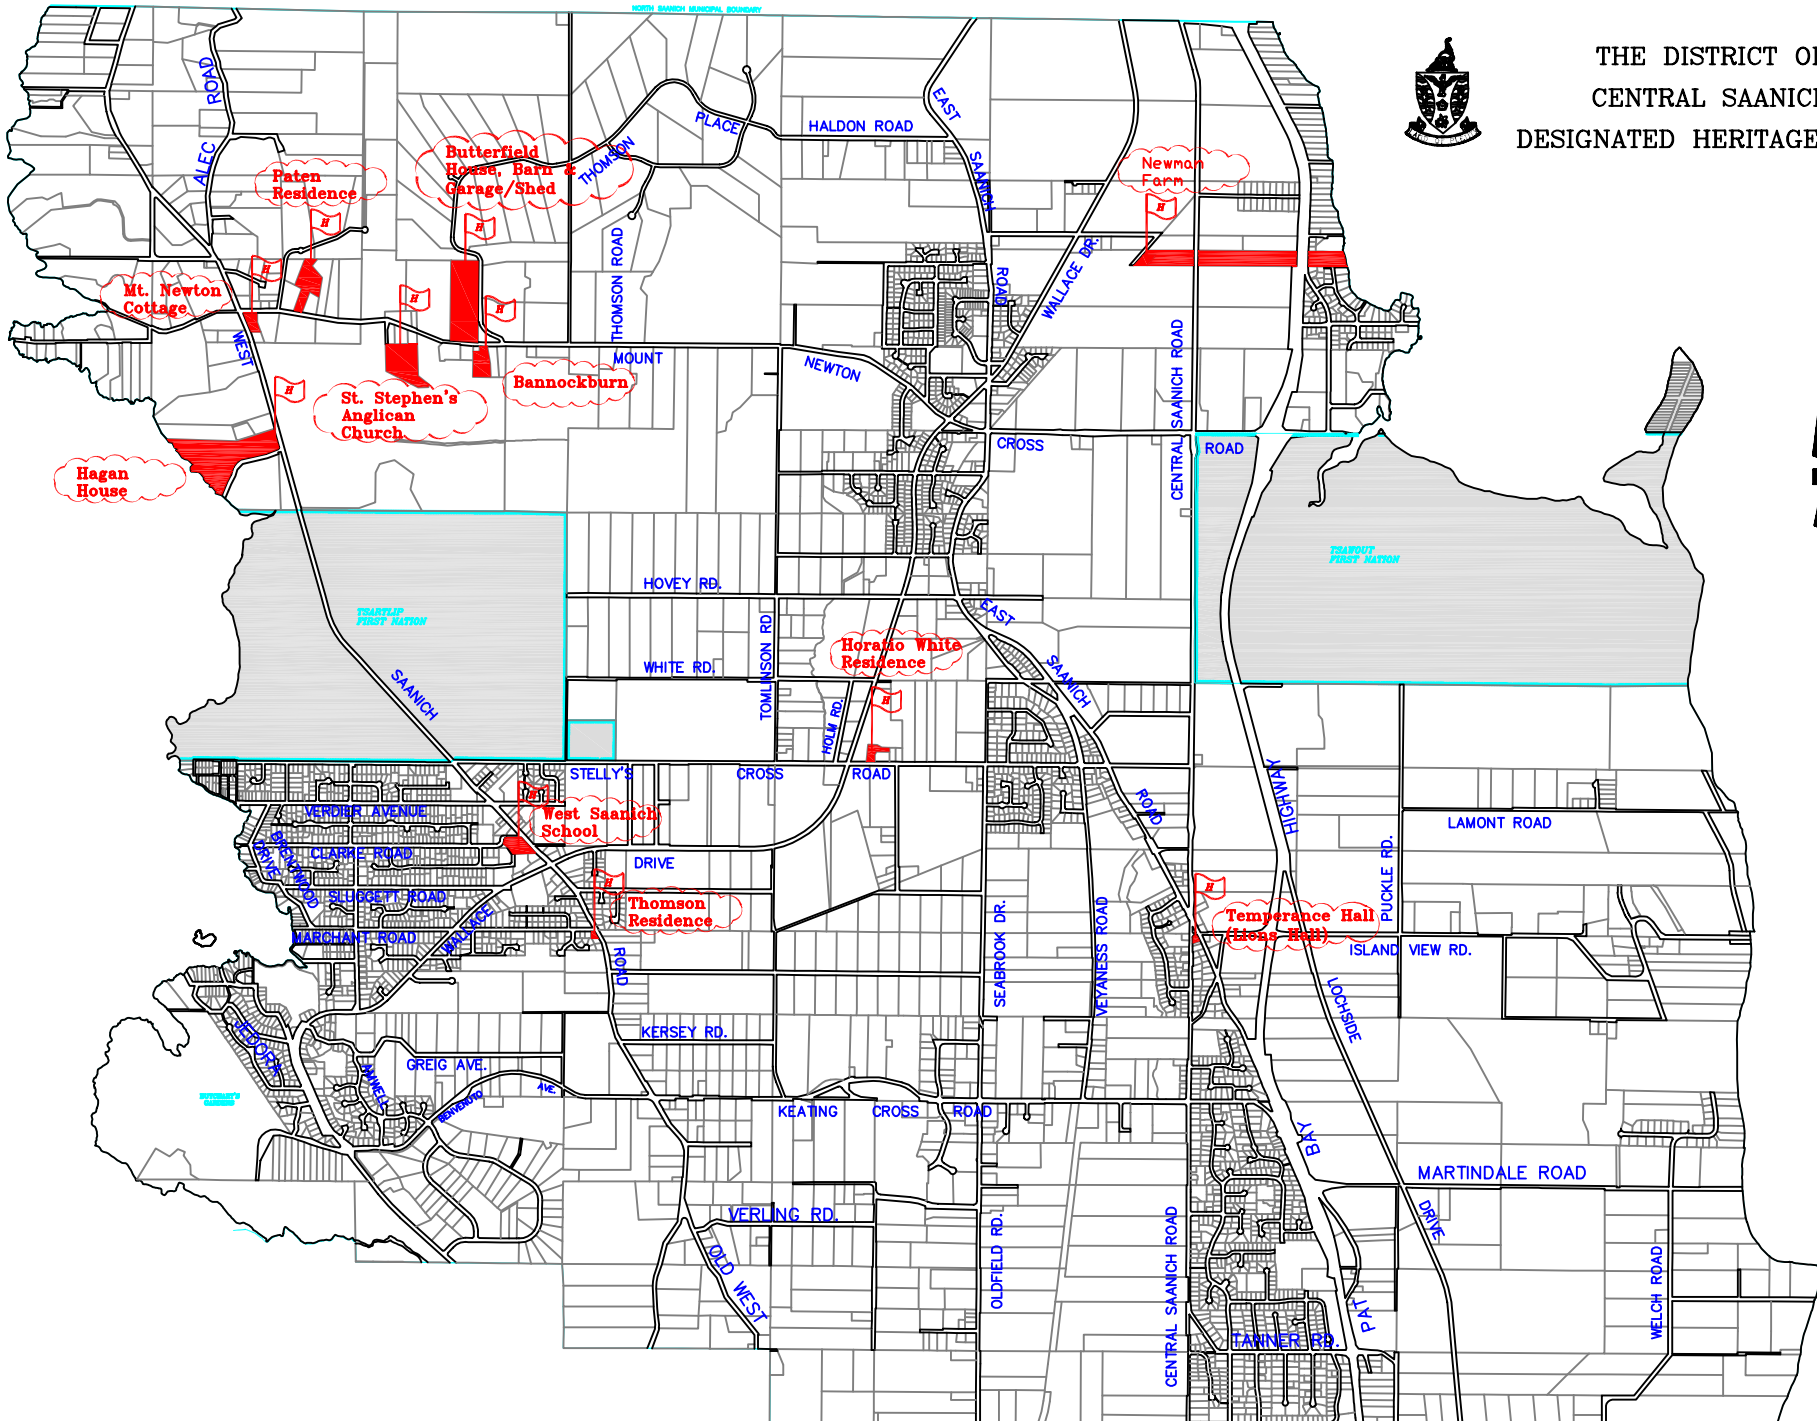 NORTH SAANICH MUNICIPAL BOUNDARY
THE DISTRICT OF
CENTRAL SAANICH
DESIGNATED HERITAGE
ALEC ROAD
Paten
Residence
Butterfield
House, Barn &
Garage/Shed
THOMSON
PLACE
HALDON ROAD
EAST
SAANICH
ROAD
Newman
Farm
H
H
H
H
H
H
H
Mt. Newton
Cottage
THOMSON ROAD
WALLACE DR.
WEST
MOUNT
NEWTON
Bannockburn
St. Stephen's
Anglican
Church
H
CENTRAL SAANICH ROAD
CROSS
ROAD
Hagan
House
TSAWOUT
FIRST NATION
TSARTLIP
FIRST NATION
HOVEY RD.
EAST
TOMLINSON RD
Horatio White
Residence
WHITE RD.
SAANICH
SAANICH
HOLM RD.
H
STELLY'S
CROSS
ROAD
HIGHWAY
ROAD
H
VERDIER AVENUE
West Saanich
School
LAMONT ROAD
BRENTWOOD
DRIVE
CLARKE ROAD
DRIVE
PUCKLE RD.
H
H
SLUGGETT ROAD
Thomson
Residence
WALLACE
SEABROOK DR.
VEYANESS ROAD
Temperance Hall
(Lions Hall)
MARCHANT ROAD
ROAD
ISLAND VIEW RD.
LOCHSIDE
JEDORA
KERSEY RD.
GREIG AVE.
AMWELL
BENVENUTO
AVE.
BUTCHART'S
GARDENS
KEATING
CROSS
ROAD
BAY
MARTINDALE ROAD
VERLING RD.
DRIVE
OLD WEST
OLDFIELD RD.
CENTRAL SAANICH ROAD
WELCH ROAD
PAT
TANNER RD.